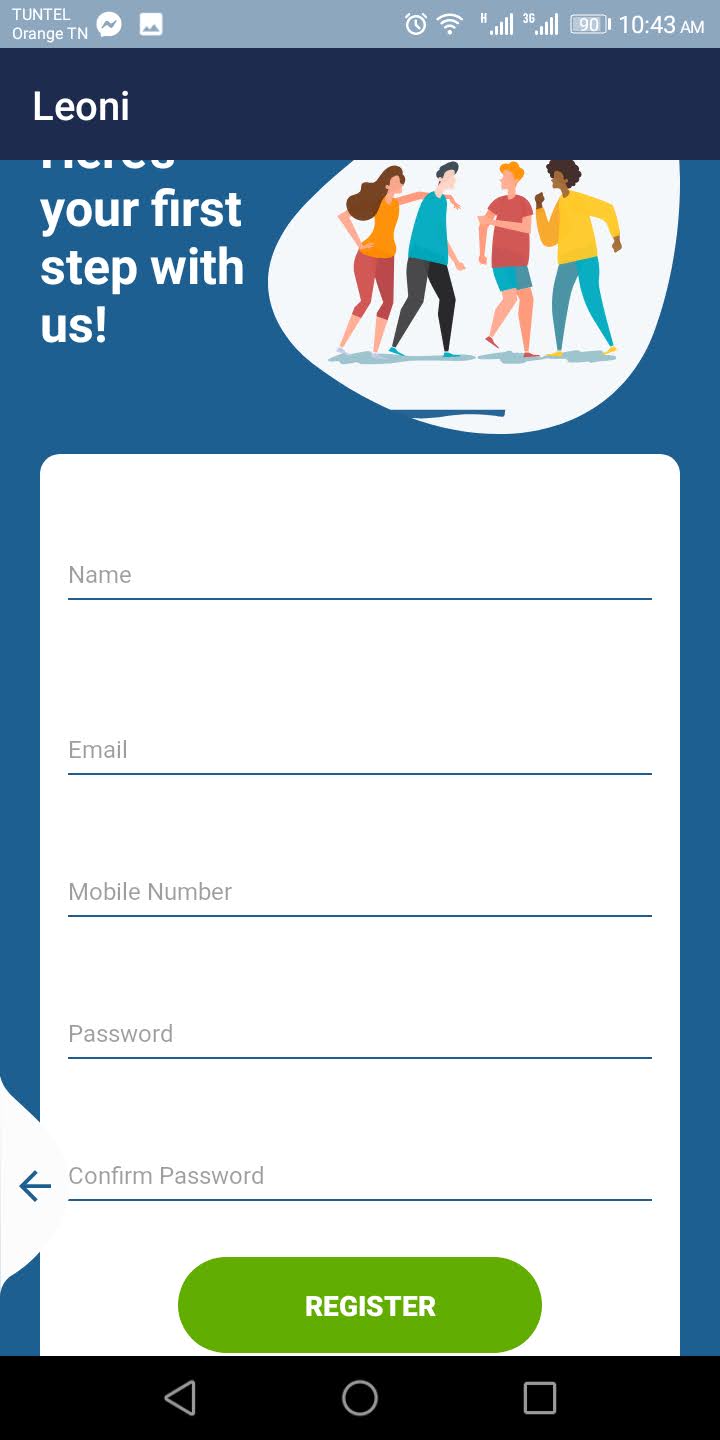 TUNTEL
Orange TN
H
3G
90
10:43 AM
Leoni
Here's
your first
step with
us!
Name
Email
Mobile Number
Password
Confirm Password
REGISTER